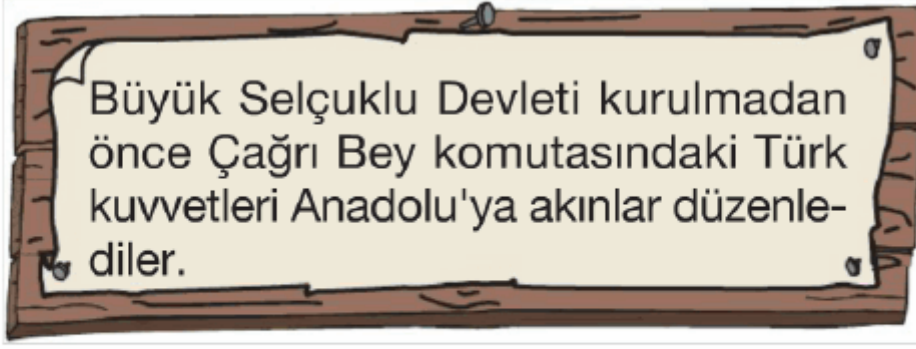 Büyük Selçuklu Devleti kurulmadan
önce Çağrı Bey komutasındaki Türk
kuvvetleri Anadolu'ya akınlar düzenle-
diler.